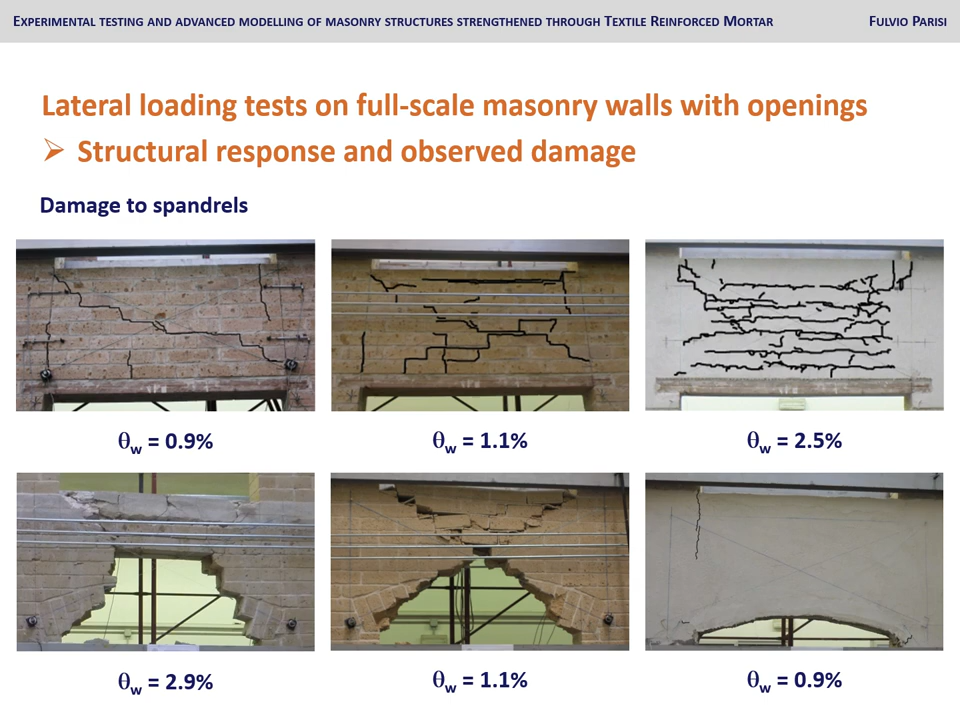 Experimental testing and advanced modelling of masonry structures strengthened through Textile Reinforced Mortar Fulvio Parisi
Lateral loading tests on full-scale masonry walls with openings
➢ Structural response and observed damage
Damage to spandrels
θw = 0.9% θw = 1.1% θw = 2.5%
θw = 2.9% θw = 1.1% θw = 0.9%